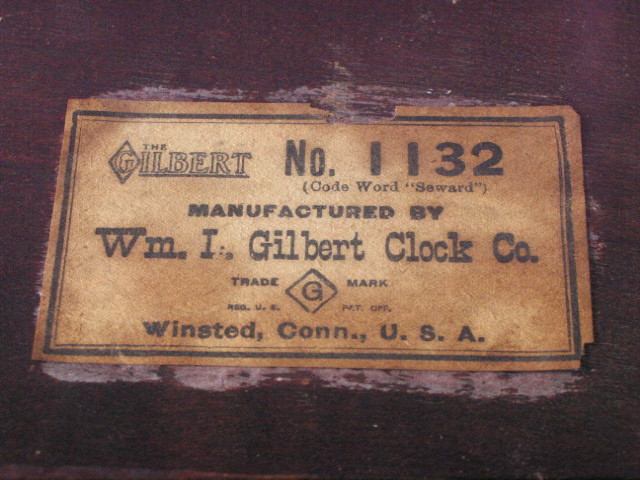 THE
GILBERT No. 1132
(Code Word "Seward")
MANUFACTURED BY
Wm. L. Gilbert Clock Co.
TRADE G MARK
REG. U. S. PAT. OFF.
Winsted, Conn., U. S. A.